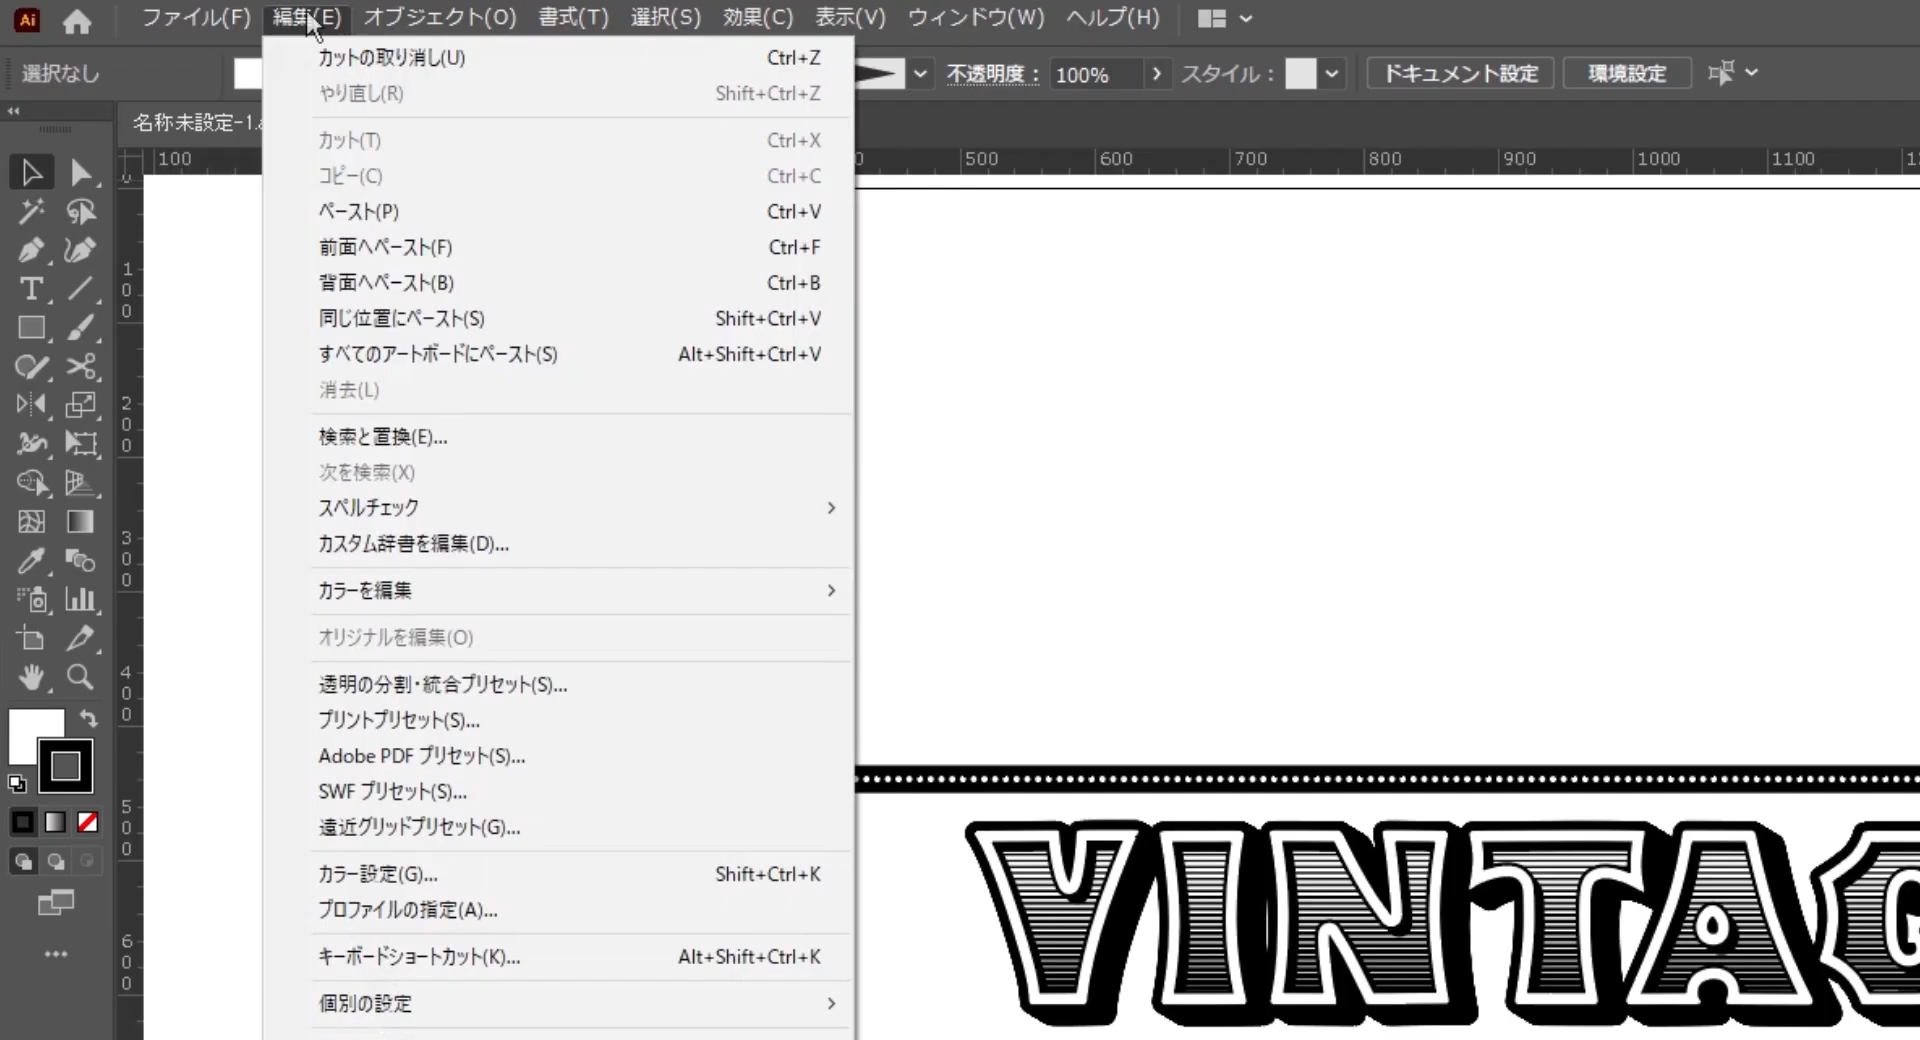 Ai
ファイル(F) 編集(E) オブジェクト(O) 書式(T) 選択(S) 効果(C) 表示(V) ウィンドウ(W) ヘルプ(H)
選択なし
不透明度： 100% スタイル： ドキュメント設定 環境設定
名称未設定-1.
100 500 600 700 800 900 1000 1100
カットの取り消し(U) Ctrl+Z
やり直し(R) Shift+Ctrl+Z
カット(T) Ctrl+X
コピー(C) Ctrl+C
ペースト(P) Ctrl+V
前面へペースト(F) Ctrl+F
背面へペースト(B) Ctrl+B
同じ位置にペースト(S) Shift+Ctrl+V
すべてのアートボードにペースト(S) Alt+Shift+Ctrl+V
消去(L)
検索と置換(E)...
次を検索(X)
スペルチェック
カスタム辞書を編集(D)...
カラーを編集
オリジナルを編集(O)
透明の分割・統合プリセット(S)...
プリントプリセット(S)...
Adobe PDF プリセット(S)...
SWF プリセット(S)...
遠近グリッドプリセット(G)...
カラー設定(G)... Shift+Ctrl+K
プロファイルの指定(A)...
キーボードショートカット(K)... Alt+Shift+Ctrl+K
個別の設定
0
100
200
300
400
500
600
VINTAG